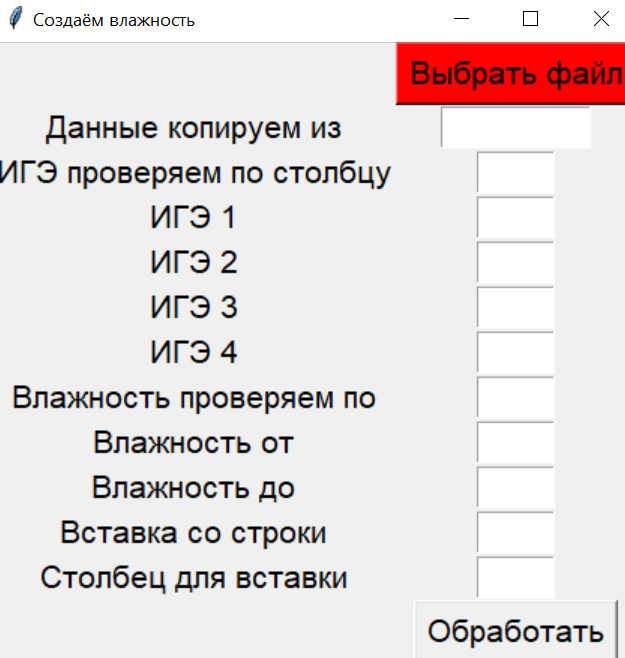 Создаём влажность
Выбрать файл
Данные копируем из
ИГЭ проверяем по столбцу
ИГЭ 1
ИГЭ 2
ИГЭ 3
ИГЭ 4
Влажность проверяем по
Влажность от
Влажность до
Вставка со строки
Столбец для вставки
Обработать